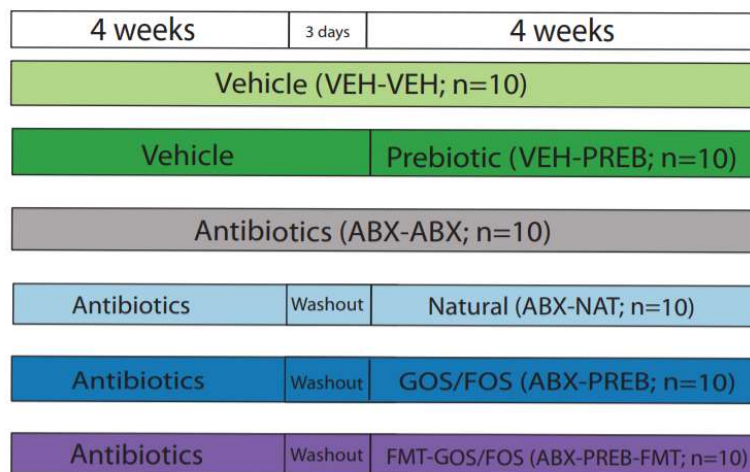 4 weeks 3 days 4 weeks
Vehicle (VEH-VEH; n=10)
Vehicle Prebiotic (VEH-PREB; n=10)
Antibiotics (ABX-ABX; n=10)
Antibiotics Washout Natural (ABX-NAT; n=10)
Antibiotics Washout GOS/FOS (ABX-PREB; n=10)
Antibiotics Washout FMT-GOS/FOS (ABX-PREB-FMT; n=10)